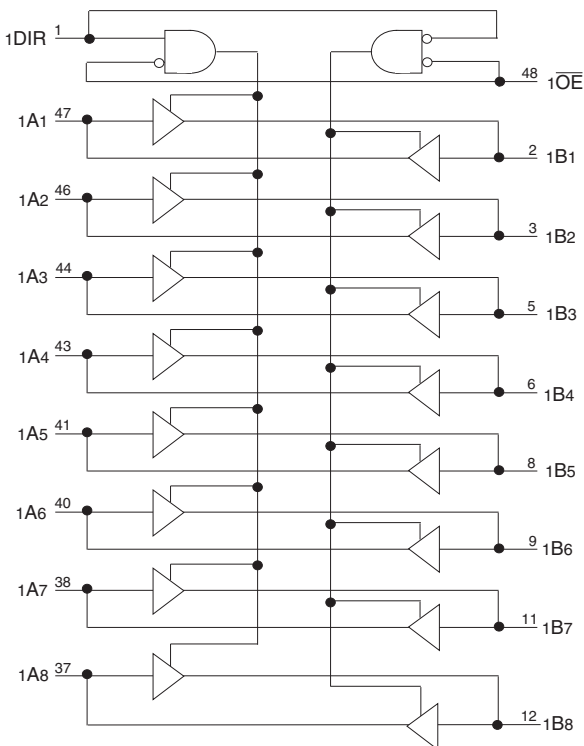 1DIR 1
48 1O̅E̅
1A1 47
2 1B1
1A2 46
3 1B2
1A3 44
5 1B3
1A4 43
6 1B4
1A5 41
8 1B5
1A6 40
9 1B6
1A7 38
11 1B7
1A8 37
12 1B8